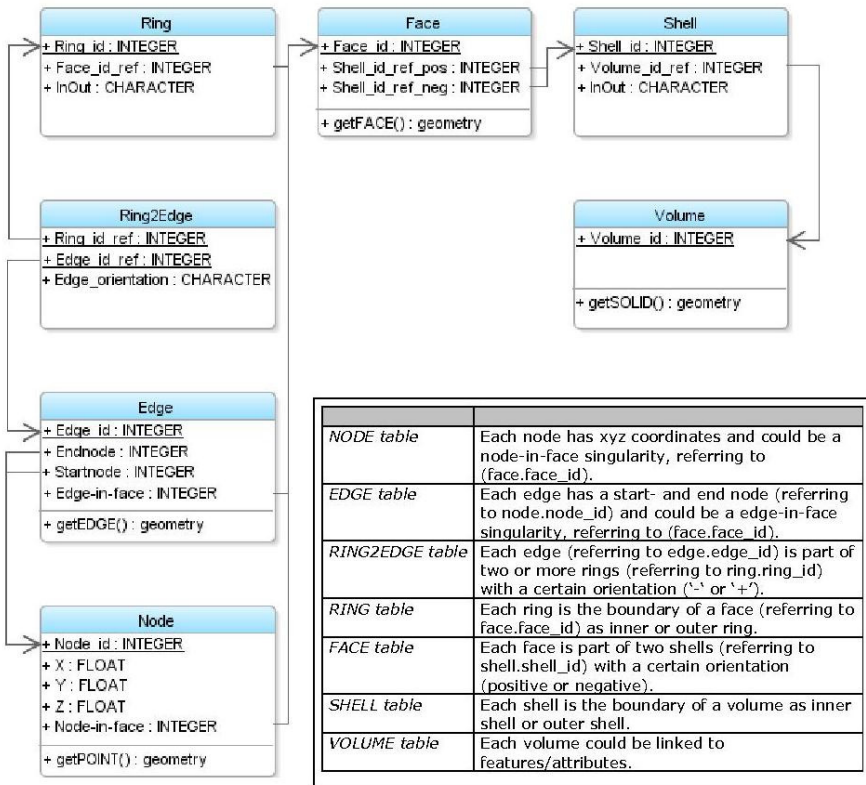 Ring
+ Ring_id : INTEGER
+ Face_id_ref : INTEGER
+ InOut : CHARACTER
Face
+ Face_id : INTEGER
+ Shell_id_ref_pos : INTEGER
+ Shell_id_ref_neg : INTEGER
+ getFACE() : geometry
Shell
+ Shell_id : INTEGER
+ Volume_id_ref : INTEGER
+ InOut : CHARACTER
Ring2Edge
+ Ring_id_ref : INTEGER
+ Edge_id_ref : INTEGER
+ Edge_orientation : CHARACTER
Volume
+ Volume_id : INTEGER
+ getSOLID() : geometry
Edge
+ Edge_id : INTEGER
+ Endnode : INTEGER
+ Startnode : INTEGER
+ Edge-in-face : INTEGER
+ getEDGE() : geometry
Node
+ Node_id : INTEGER
+ X : FLOAT
+ Y : FLOAT
+ Z : FLOAT
+ Node-in-face : INTEGER
+ getPOINT() : geometry
NODE table
Each node has xyz coordinates and could be a
node-in-face singularity, referring to
(face.face_id).
EDGE table
Each edge has a start- and end node (referring
to node.node_id) and could be a edge-in-face
singularity, referring to (face.face_id).
RING2EDGE table
Each edge (referring to edge.edge_id) is part of
two or more rings (referring to ring.ring_id)
with a certain orientation ('-' or '+').
RING table
Each ring is the boundary of a face (referring to
face.face_id) as inner or outer ring.
FACE table
Each face is part of two shells (referring to
shell.shell_id) with a certain orientation
(positive or negative).
SHELL table
Each shell is the boundary of a volume as inner
shell or outer shell.
VOLUME table
Each volume could be linked to
features/attributes.